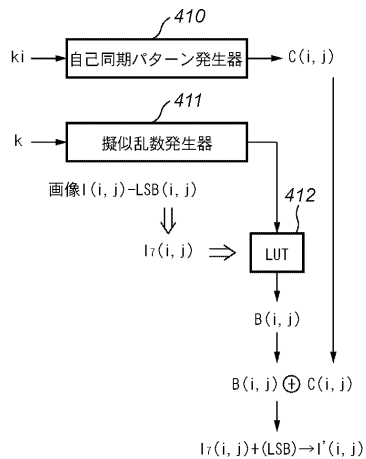 410
ki
自己同期パターン発生器
C(i,j)
411
k
擬似乱数発生器
画像I(i,j)-LSB(i,j)
412
I7(i,j)
LUT
B(i,j)
B(i,j)⊕C(i,j)
I7(i,j)+(LSB)→I'(i,j)